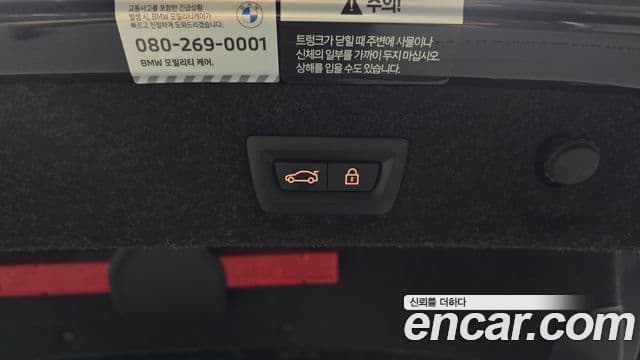 교통사고를 포함한 긴급상황
발생 시, BMW 모빌리티케어가
빠르고 친절하게 도와드리겠습니다.
080-269-0001
BMW 모빌리티 케어.
주의!
트렁크가 닫힐 때 주변에 사물이나
신체의 일부를 가까이 두지 마십시오.
상해를 입을 수도 있습니다.
신뢰를 더하다
encar.com